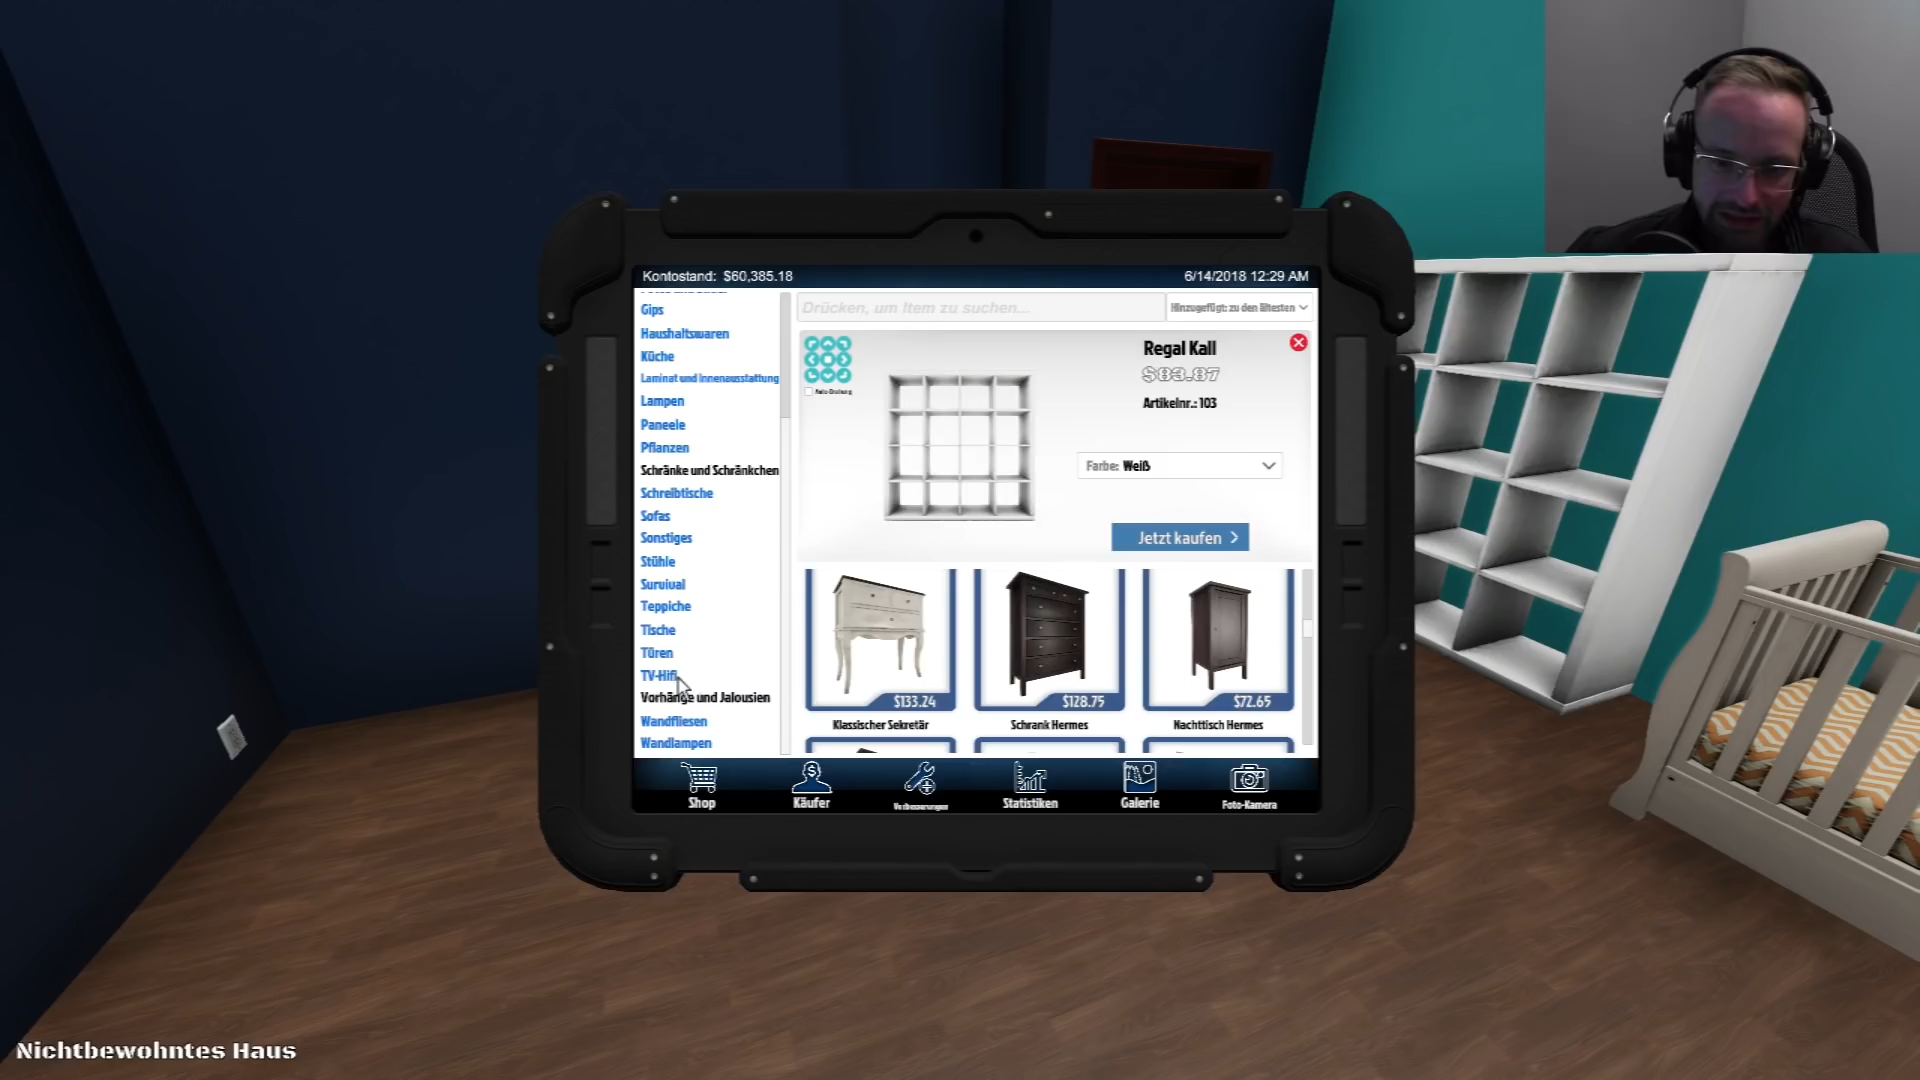 Kontostand: $60,385.18
6/14/2018 12:29 AM
Gips
Haushaltswaren
Küche
Laminat und Innenausstattung
Lampen
Paneele
Pflanzen
Schränke und Schränkchen
Schreibtische
Sofas
Sonstiges
Stühle
Survival
Teppiche
Tische
Türen
TV-Hifi
Vorhänge und Jalousien
Wandfliesen
Wandlampen
Drücken, um Item zu suchen...
Hinzugefügt: zu den ältesten
Regal Kall
$83.87
Artikelnr.: 103
Farbe: Weiß
Jetzt kaufen
$133.24
$128.75
$72.65
Klassischer Sekretär
Schrank Hermes
Nachttisch Hermes
Shop
Käufer
Verbesserungen
Statistiken
Galerie
Foto-Kamera
Nichtbewohntes Haus